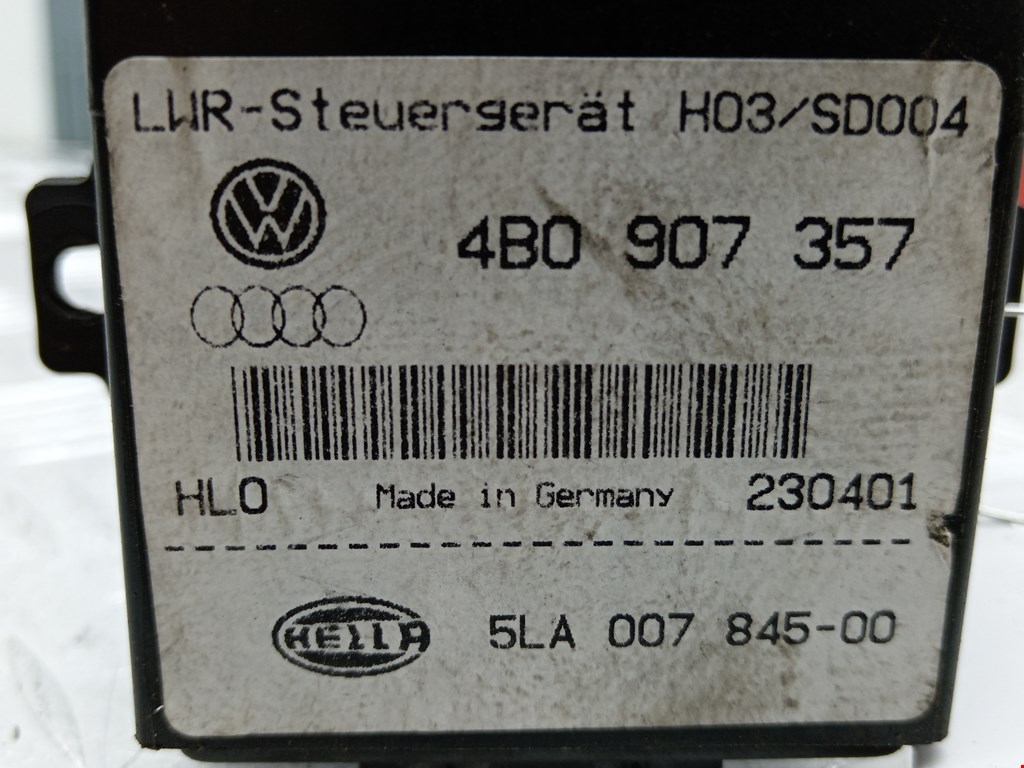 LWR-Steuergerät H03/SD004
4B0 907 357
HLO Made in Germany 230401
HELLA 5LA 007 845-00